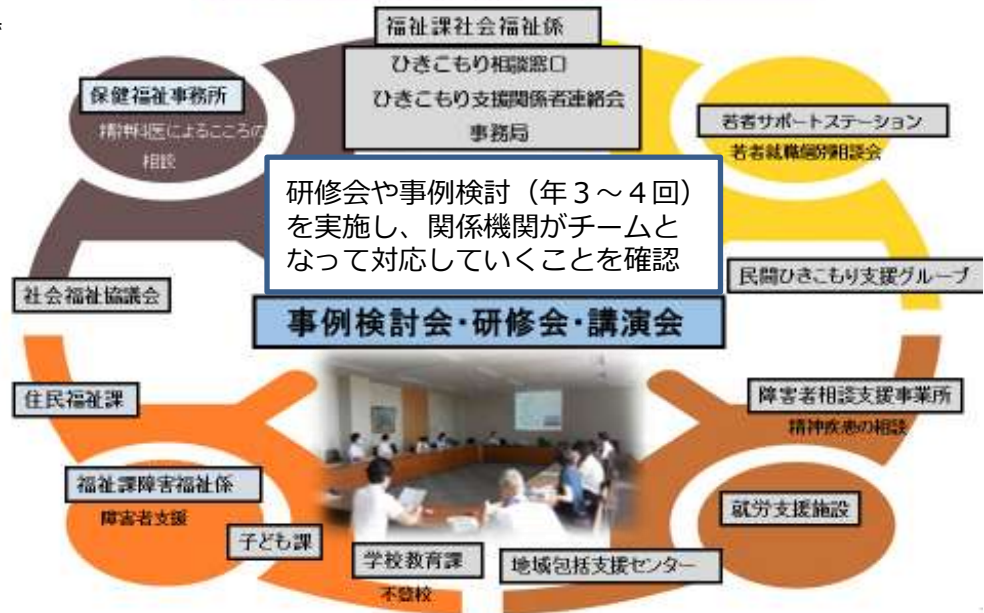 福祉課社会福祉係
ひきこもり相談窓口
ひきこもり支援関係者連絡会
事務局
保健福祉事務所
精神科医によるこころの
相談
若者サポートステーション
若者就職個別相談会
研修会や事例検討（年３～４回）
を実施し、関係機関がチームと
なって対応していくことを確認
社会福祉協議会
民間ひきこもり支援グループ
事例検討会・研修会・講演会
住民福祉課
障害者相談支援事業所
精神疾患の相談
福祉課障害福祉係
障害者支援
就労支援施設
子ども課
学校教育課
不登校
地域包括支援センター